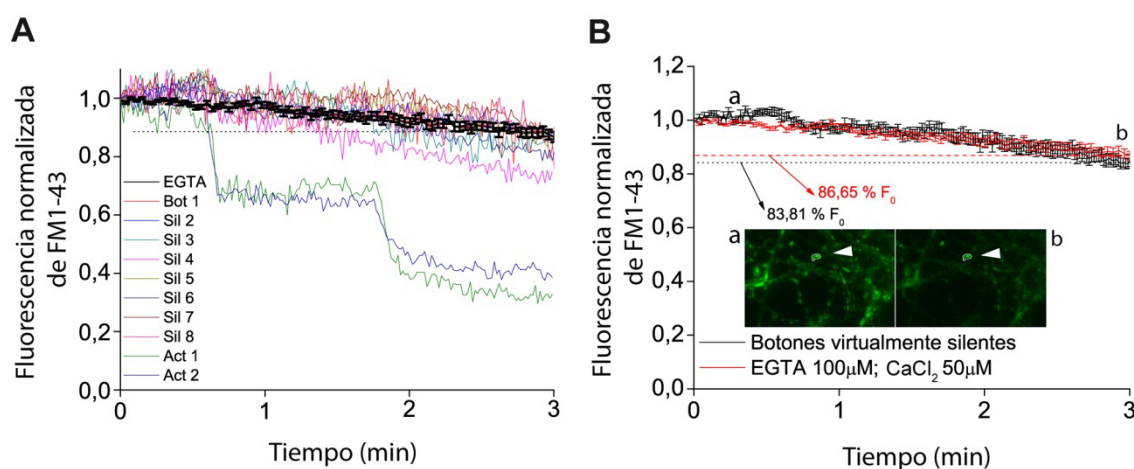 A
Fluorescencia normalizada
de FM1-43
1,0
0,8
0,6
0,4
0,2
0,0
EGTA
Bot 1
Sil 2
Sil 3
Sil 4
Sil 5
Sil 6
Sil 7
Sil 8
Act 1
Act 2
0
1
2
3
Tiempo (min)
B
Fluorescencia normalizada
de FM1-43
1,2
1,0
0,8
0,6
0,4
0,2
0,0
a
b
86,65 % F₀
83,81 % F₀
a
b
Botones virtualmente silentes
EGTA 100µM; CaCl₂ 50µM
0
1
2
3
Tiempo (min)